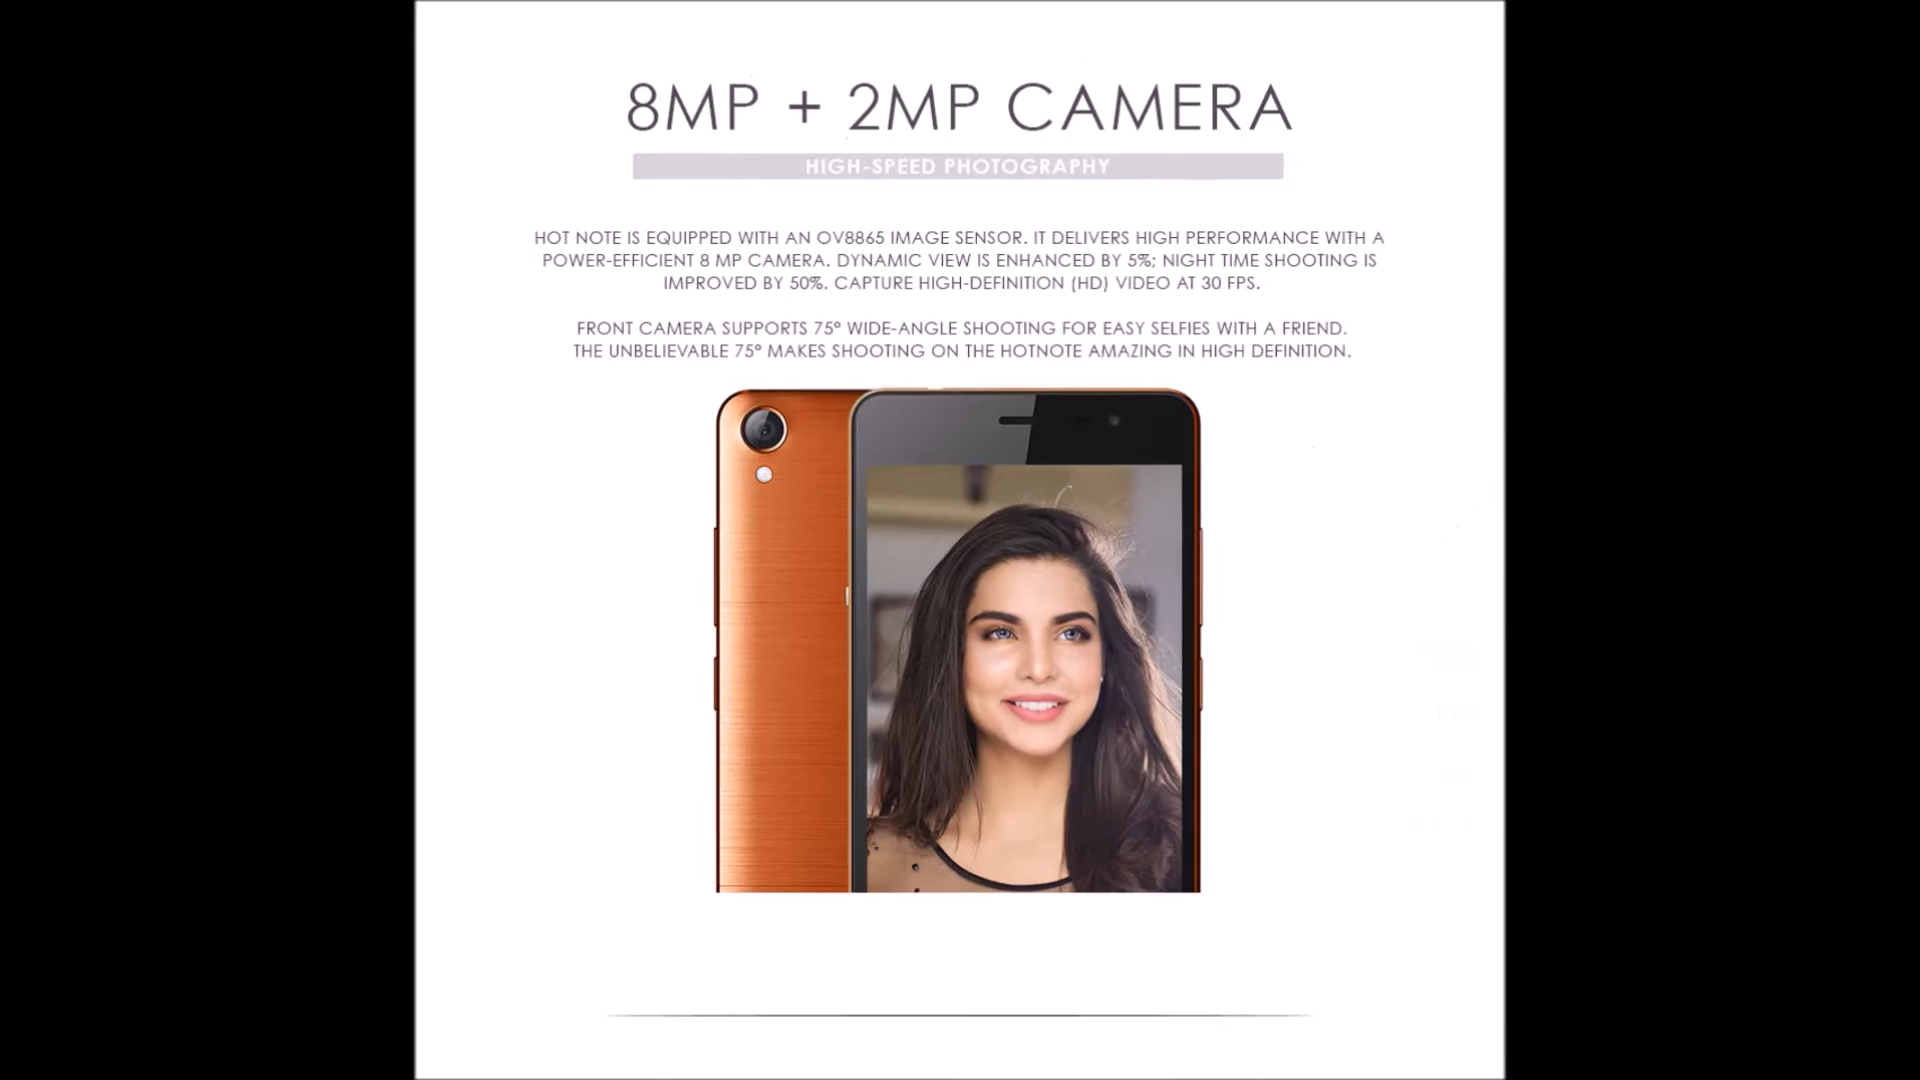 8MP + 2MP CAMERA
HIGH-SPEED PHOTOGRAPHY
HOT NOTE IS EQUIPPED WITH AN OV8865 IMAGE SENSOR. IT DELIVERS HIGH PERFORMANCE WITH A
POWER-EFFICIENT 8 MP CAMERA. DYNAMIC VIEW IS ENHANCED BY 5%; NIGHT TIME SHOOTING IS
IMPROVED BY 50%. CAPTURE HIGH-DEFINITION (HD) VIDEO AT 30 FPS.
FRONT CAMERA SUPPORTS 75° WIDE-ANGLE SHOOTING FOR EASY SELFIES WITH A FRIEND.
THE UNBELIEVABLE 75° MAKES SHOOTING ON THE HOTNOTE AMAZING IN HIGH DEFINITION.